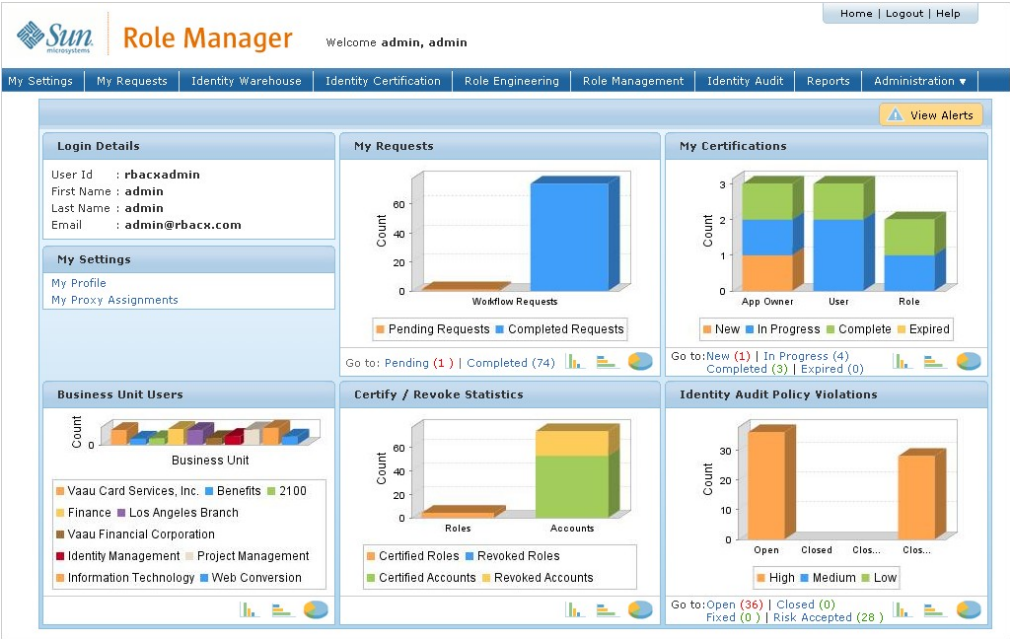 Home | Logout | Help
Sun
microsystems
Role Manager
Welcome admin, admin
My Settings My Requests Identity Warehouse Identity Certification Role Engineering Role Management Identity Audit Reports Administration ▼
View Alerts
Login Details
User Id : rbacxadmin
First Name : admin
Last Name : admin
Email : admin@rbacx.com
My Settings
My Profile
My Proxy Assignments
My Requests
Count
60
40
20
0
Workflow Requests
Pending Requests Completed Requests
Go to: Pending (1 ) | Completed (74)
My Certifications
Count
3
2
1
0
App Owner User Role
New In Progress Complete Expired
Go to:New (1) | In Progress (4)
Completed (3) | Expired (0)
Business Unit Users
Count
0
Business Unit
Vaau Card Services, Inc. Benefits 2100
Finance Los Angeles Branch
Vaau Financial Corporation
Identity Management Project Management
Information Technology Web Conversion
Certify / Revoke Statistics
Count
60
40
20
0
Roles Accounts
Certified Roles Revoked Roles
Certified Accounts Revoked Accounts
Identity Audit Policy Violations
Count
30
20
10
0
Open Closed Clos... Clos...
High Medium Low
Go to:Open (36) | Closed (0)
Fixed (0 ) | Risk Accepted (28 )